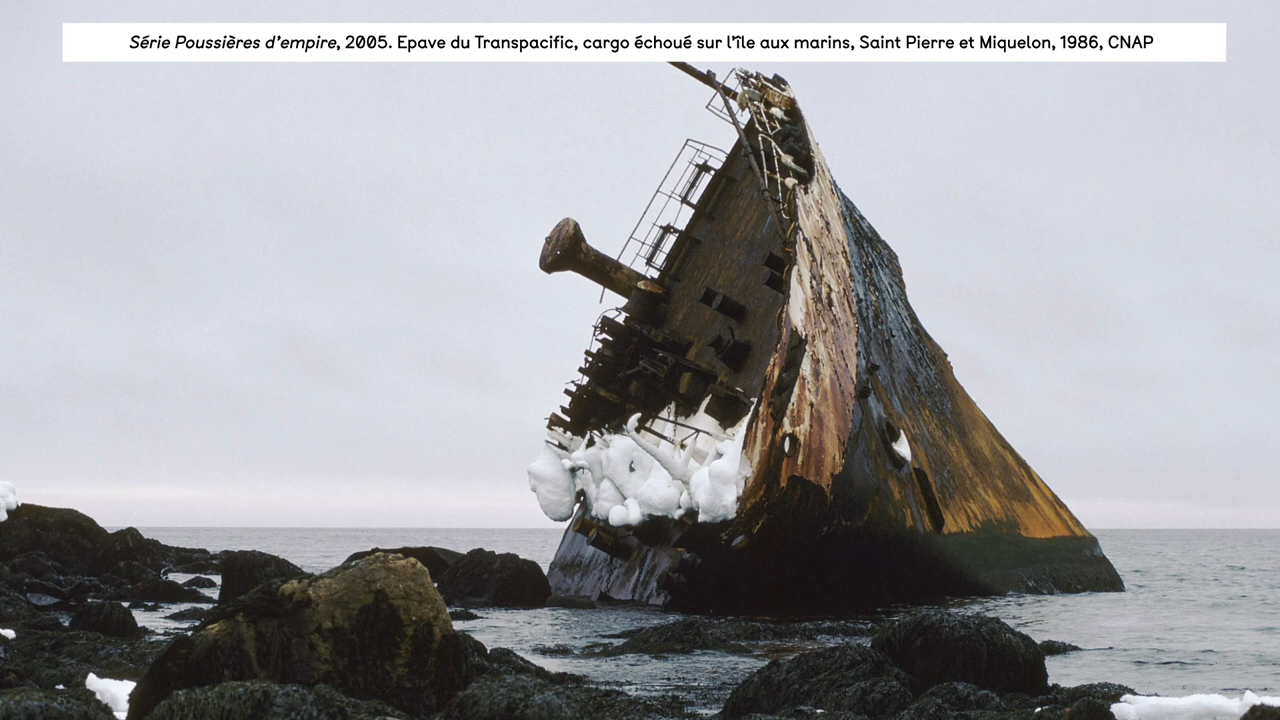 Série Poussières d’empire, 2005. Epave du Transpacific, cargo échoué sur l’île aux marins, Saint Pierre et Miquelon, 1986, CNAP